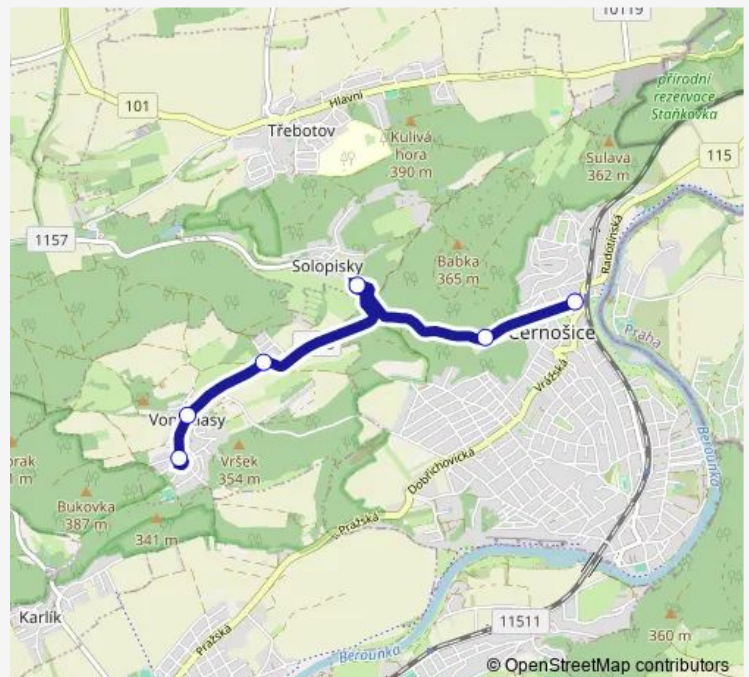 10119
přírodní
rezervace
Staňkovka
101
Hlavní
Třebotov
Kulivá
hora
390 m
Sulava
362 m
115
1157
Solopisky
Babka
365 m
Radotínská
Praha
Černošice
Vrážská
Berounka
Dobřichovická
Vršek
354 m
Bukovka
387 m
341 m
Pražská
Karlík
Pražská
11511
360 m
Berounka
© OpenStreetMap contributors